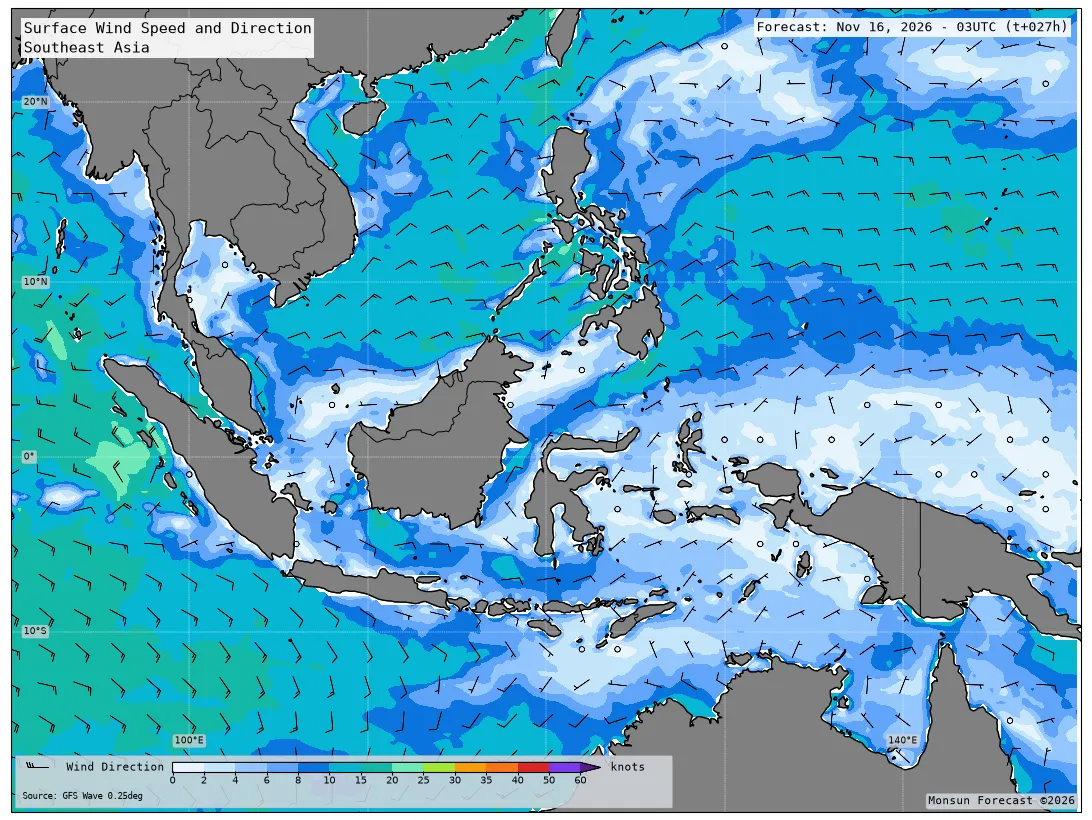 Surface Wind Speed and Direction
Southeast Asia
Forecast: Nov 16, 2026 - 03UTC (t+027h)
20°N
10°N
0°
10°S
100°E
140°E
Wind Direction
knots
0 2 4 6 8 10 15 20 25 30 35 40 50 60
Source: GFS Wave 0.25deg
Monsun Forecast ©2026